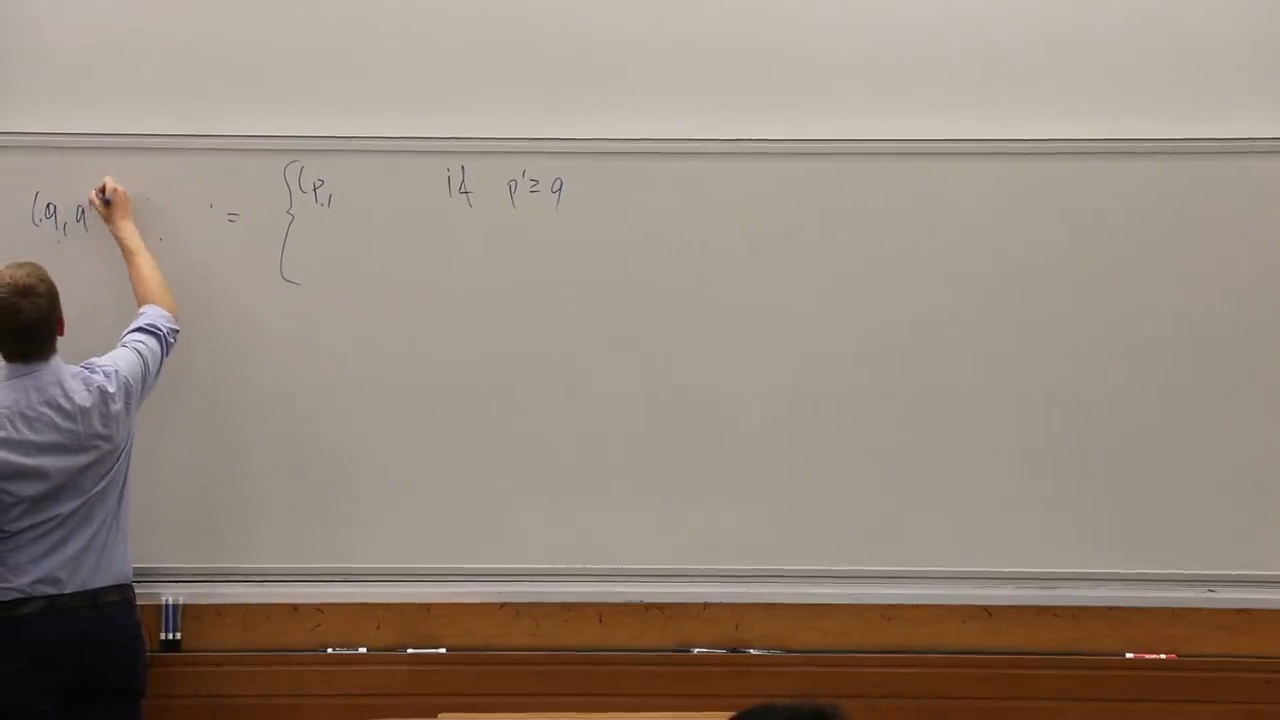 (q, q' = { (p, if p' ≥ q